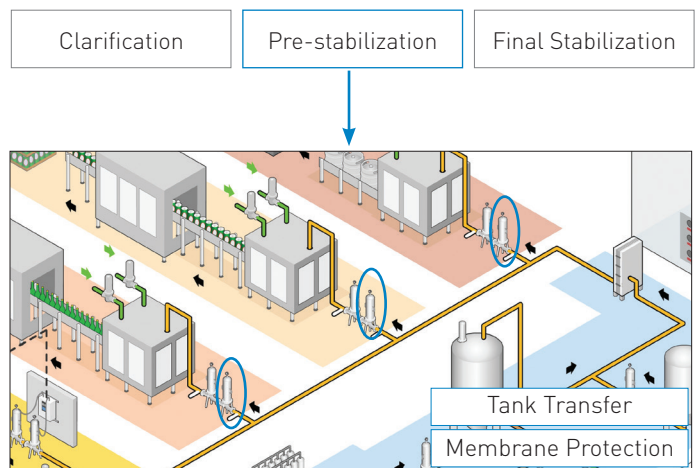 Clarification
Pre-stabilization
Final Stabilization
Tank Transfer
Membrane Protection